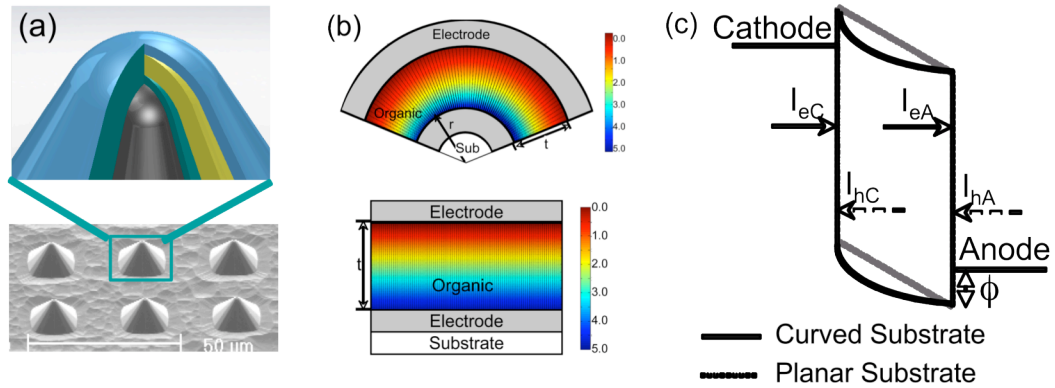 (a)
50 um
(b)
Electrode
Organic
r
Sub
t
0.0
1.0
2.0
3.0
4.0
5.0
Electrode
t
Organic
Electrode
Substrate
0.0
1.0
2.0
3.0
4.0
5.0
(c)
Cathode
IeC
IeA
IhC
IhA
Anode
ϕ
Curved Substrate
Planar Substrate